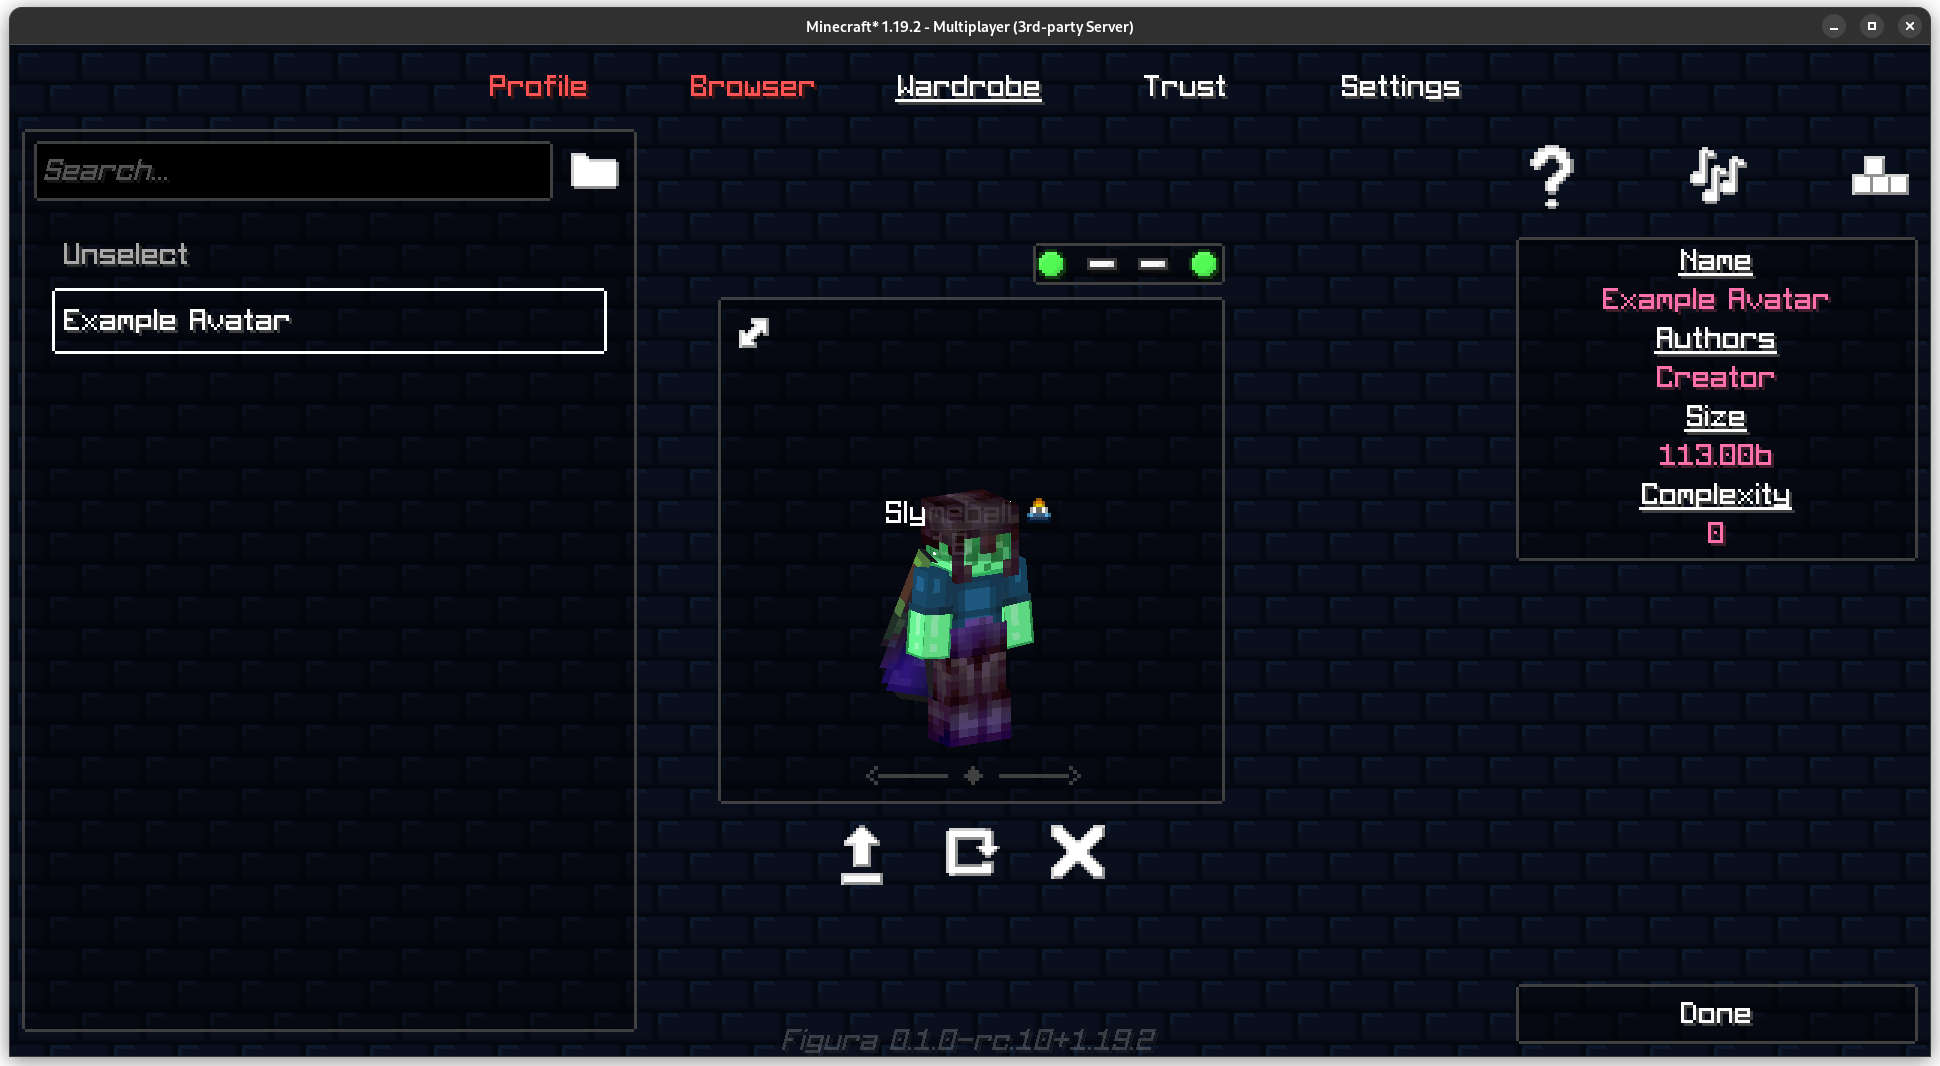 Minecraft* 1.19.2 - Multiplayer (3rd-party Server)
Profile Browser Wardrobe Trust Settings
Search...
Unselect
Example Avatar
Name
Example Avatar
Authors
Creator
Size
113.00b
Complexity
0
Slymeball
Done
Figura 0.1.0-rc.10+1.19.2